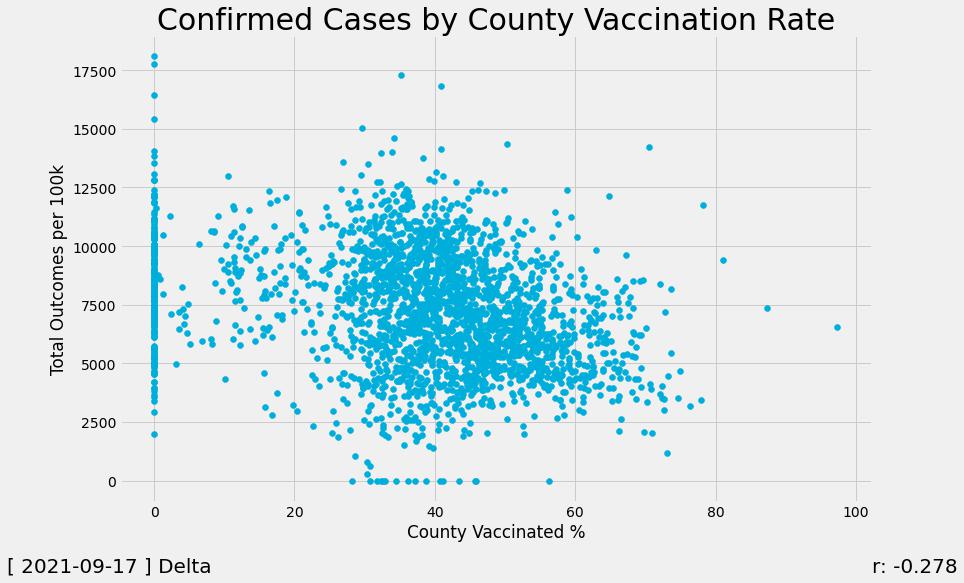 Confirmed Cases by County Vaccination Rate
Total Outcomes per 100k
17500
15000
12500
10000
7500
5000
2500
0
0 20 40 60 80 100
County Vaccinated %
[ 2021-09-17 ] Delta
r: -0.278